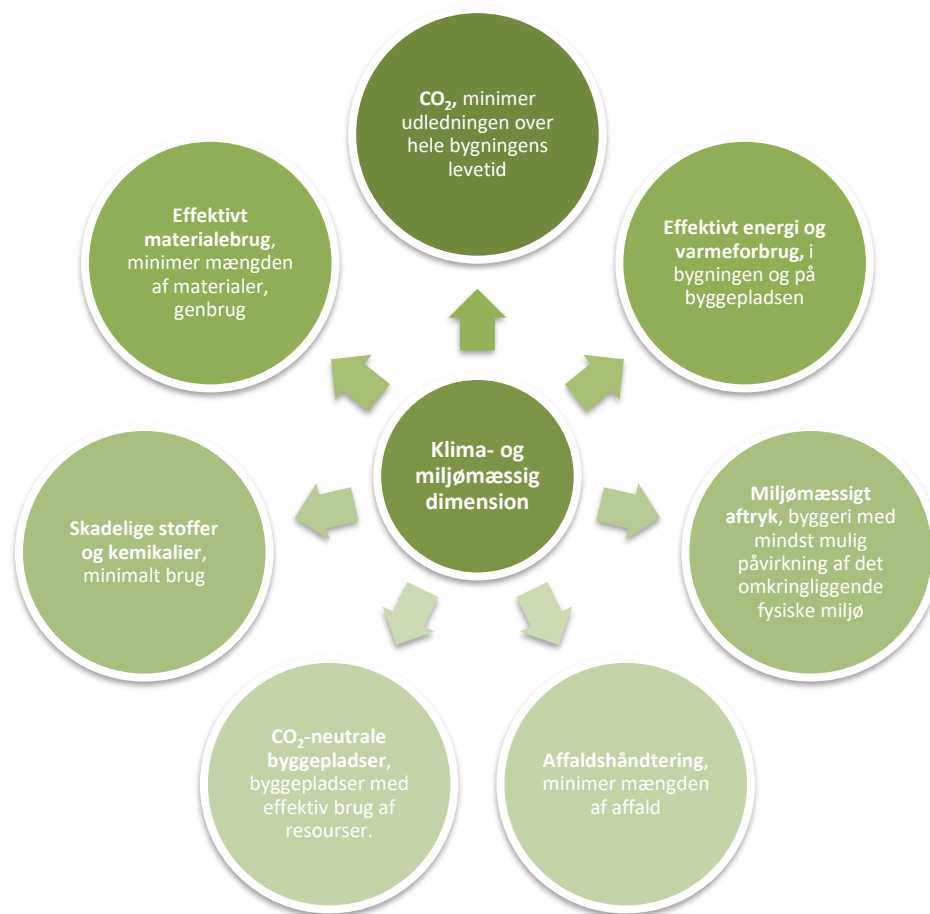 CO₂, minimer
udledningen over
hele bygningens
levetid
Effektivt
materialebrug,
minimer mængden
af materialer,
genbrug
Effektivt energi og
varmeforbrug, i
bygningen og på
byggepladsen
Klima- og
miljømæssig
dimension
Skadelige stoffer
og kemikalier,
minimalt brug
Miljømæssigt
aftryk, byggeri med
mindst mulig
påvirkning af det
omkringliggende
fysiske miljø
CO₂-neutrale
byggepladser,
byggepladser med
effektiv brug af
resourser.
Affaldshåndtering,
minimer mængden
af affald